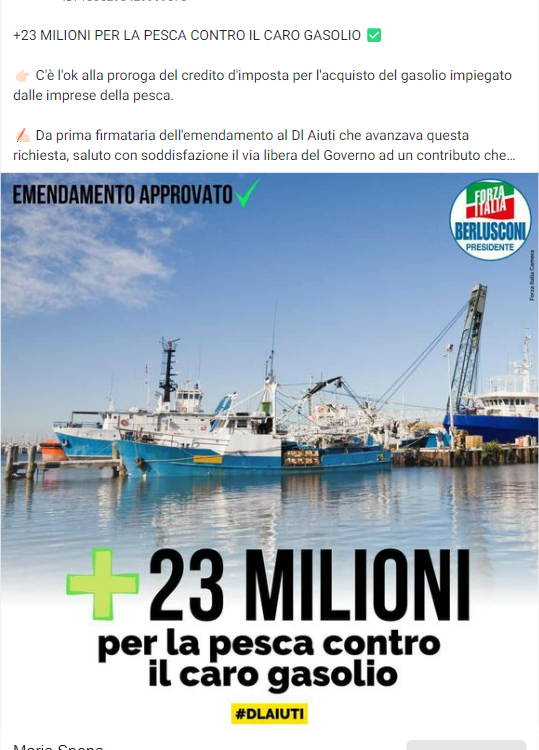 +23 MILIONI PER LA PESCA CONTRO IL CARO GASOLIO ✅
👉🏻 C'è l'ok alla proroga del credito d'imposta per l'acquisto del gasolio impiegato
dalle imprese della pesca.
✍🏻 Da prima firmataria dell'emendamento al Dl Aiuti che avanzava questa
richiesta, saluto con soddisfazione il via libera del Governo ad un contributo che...
EMENDAMENTO APPROVATO
FORZA
ITALIA
BERLUSCONI
PRESIDENTE
Forza Italia Camera
+23 MILIONI
per la pesca contro
il caro gasolio
#DLAIUTI